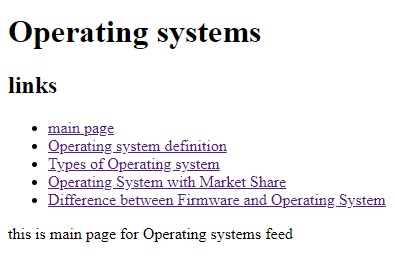 Operating systems
links
main page
Operating system definition
Types of Operating system
Operating System with Market Share
Difference between Firmware and Operating System
this is main page for Operating systems feed